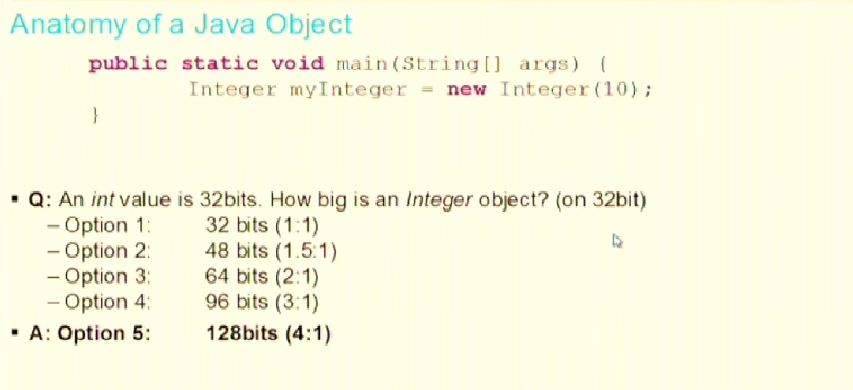 Anatomy of a Java Object
public static void main(String[] args) {
Integer myInteger = new Integer(10);
}
▪ Q: An int value is 32bits. How big is an Integer object? (on 32bit)
– Option 1: 32 bits (1:1)
– Option 2: 48 bits (1.5:1)
– Option 3: 64 bits (2:1)
– Option 4: 96 bits (3:1)
▪ A: Option 5: 128bits (4:1)